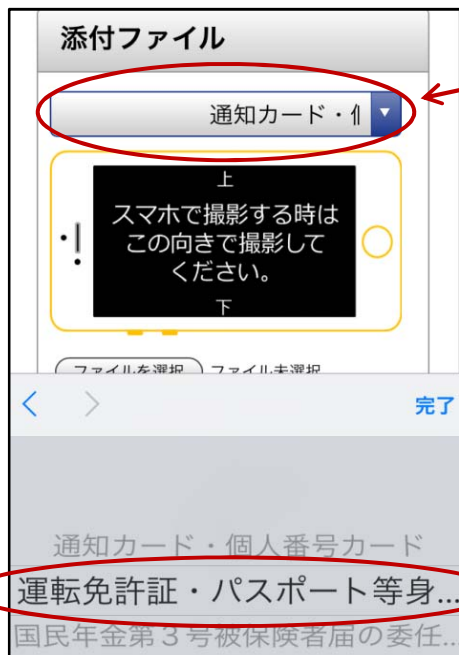 添付ファイル
通知カード・
上
スマホで撮影する時は
この向きで撮影して
ください。
下
ファイルを選択 ファイル未選択
完了
通知カード・個人番号カード
運転免許証・パスポート等身...
国民年金第3号被保険者届の委任...